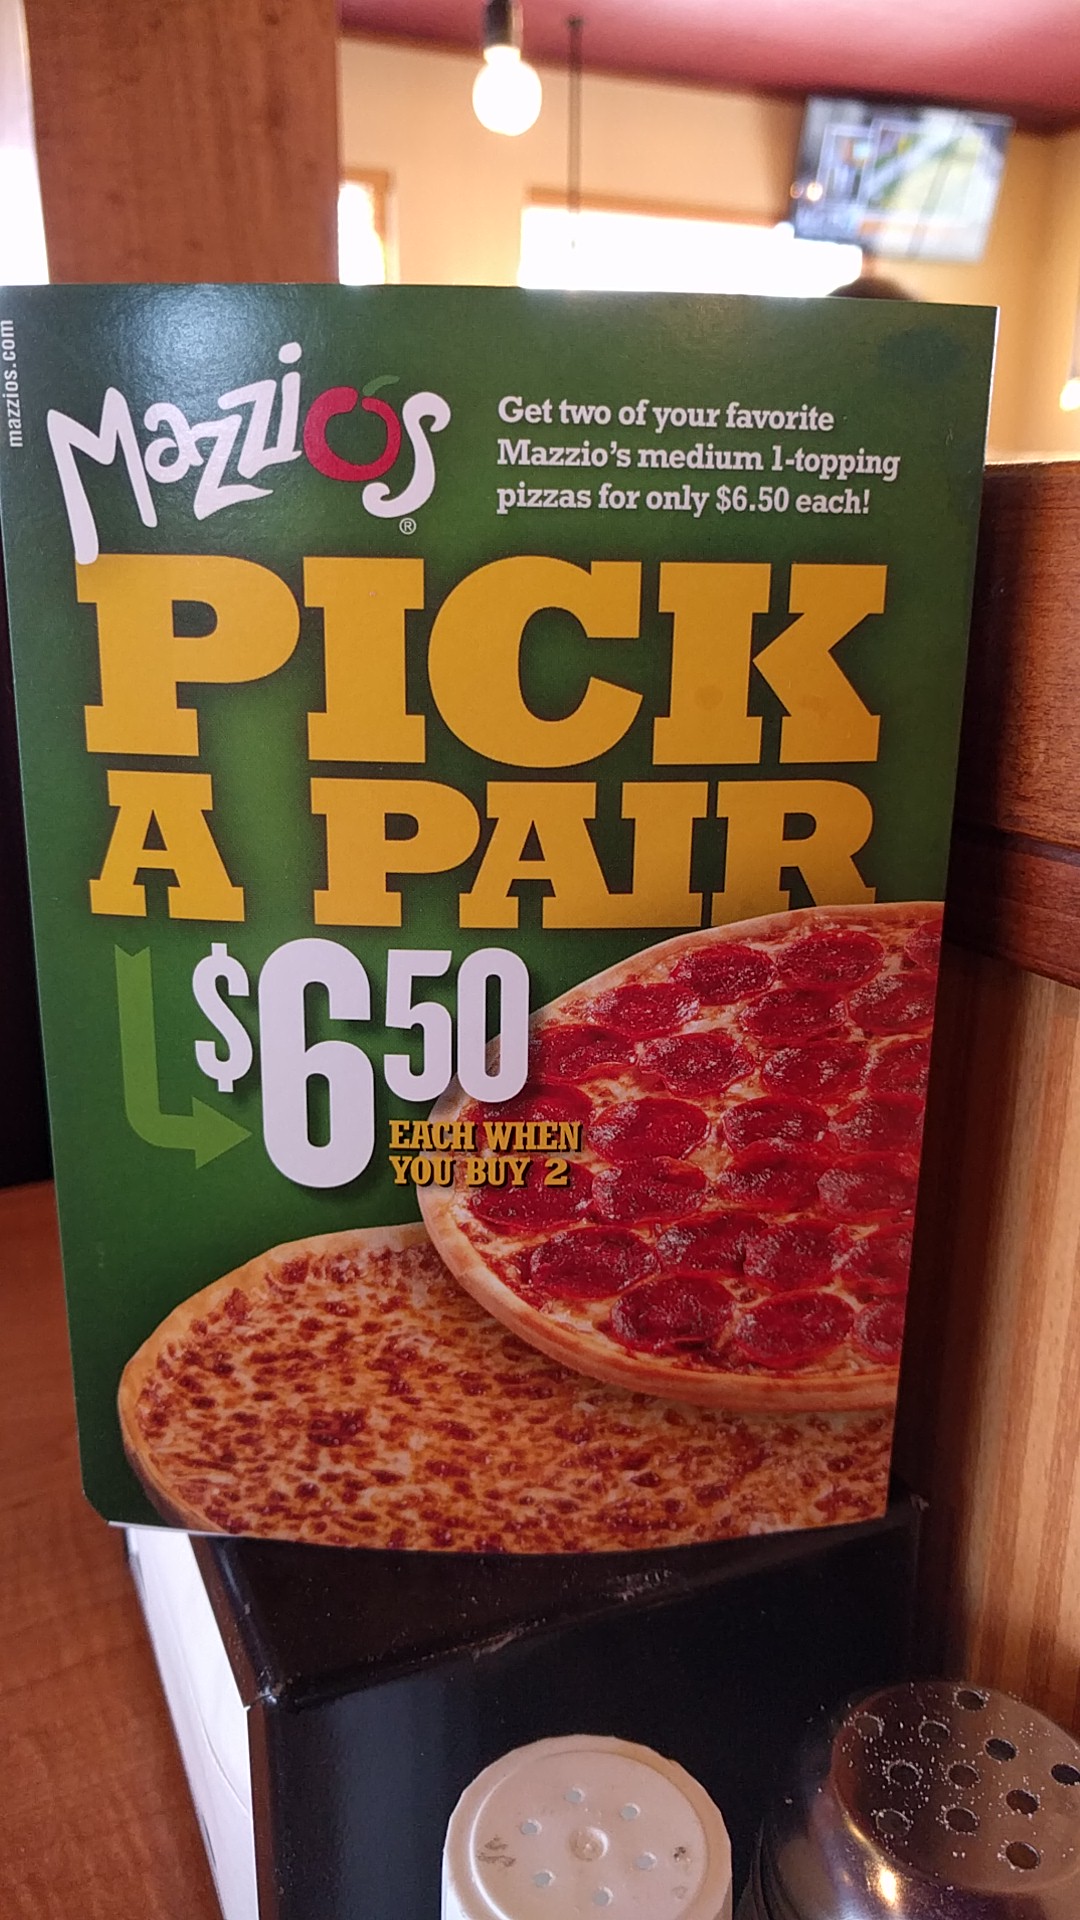 mazzios.com
Mazzio's®
Get two of your favorite
Mazzio's medium 1-topping
pizzas for only $6.50 each!
PICK
A PAIR
$650
EACH WHEN
YOU BUY 2